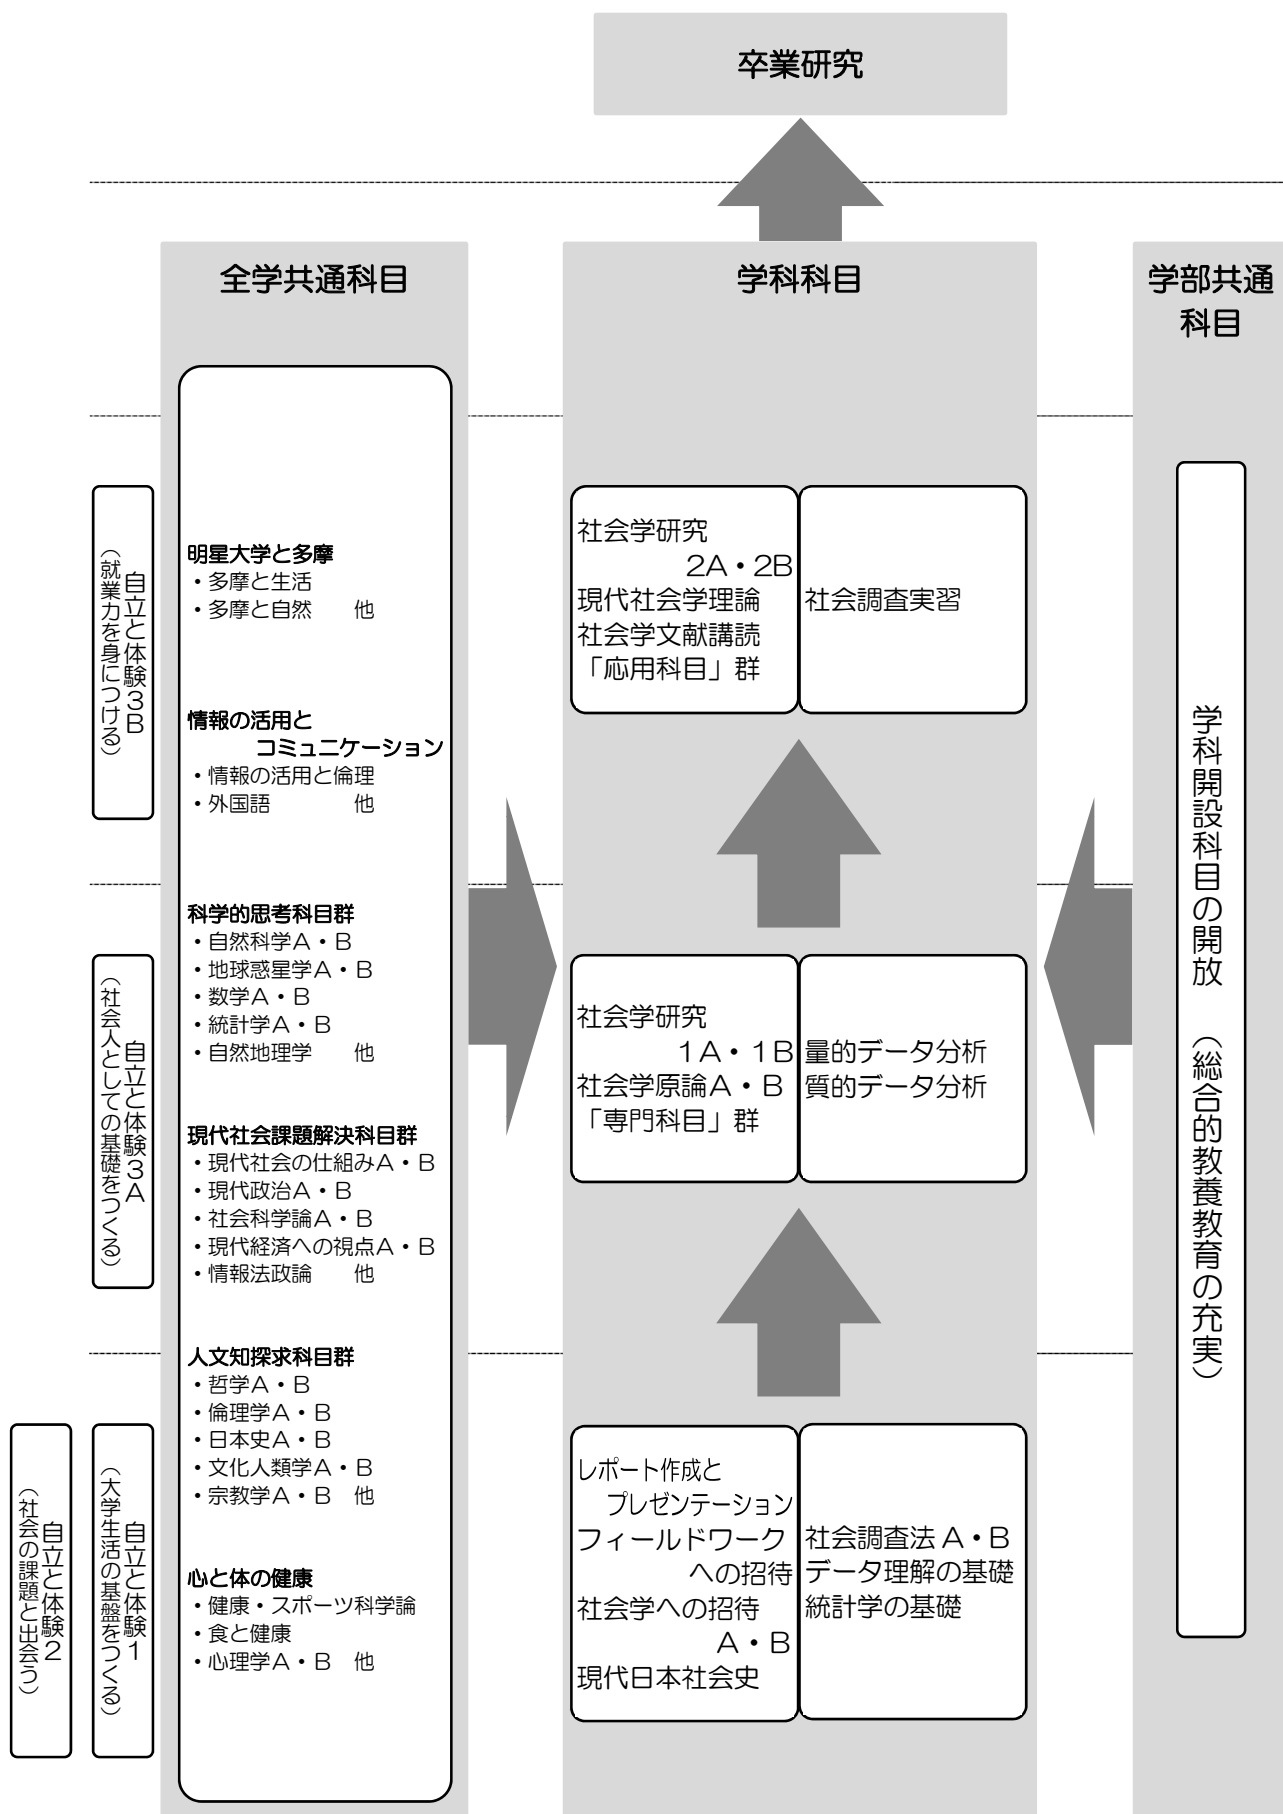 卒業研究
全学共通科目
学科科目
学部共通
科目
自立と体験3B
（就業力を身につける）
自立と体験3A
（社会人としての基礎をつくる）
自立と体験2
（社会の課題と出会う）
自立と体験1
（大学生活の基盤をつくる）
明星大学と多摩
・多摩と生活
・多摩と自然　他
情報の活用と
コミュニケーション
・情報の活用と倫理
・外国語　他
科学的思考科目群
・自然科学A・B
・地球惑星学A・B
・数学A・B
・統計学A・B
・自然地理学　他
現代社会課題解決科目群
・現代社会の仕組みA・B
・現代政治A・B
・社会科学論A・B
・現代経済への視点A・B
・情報法政論　他
人文知探求科目群
・哲学A・B
・倫理学A・B
・日本史A・B
・文化人類学A・B
・宗教学A・B　他
心と体の健康
・健康・スポーツ科学論
・食と健康
・心理学A・B　他
社会学研究
2A・2B
現代社会学理論
社会学文献講読
「応用科目」群
社会調査実習
社会学研究
1A・1B
社会学原論A・B
「専門科目」群
量的データ分析
質的データ分析
レポート作成と
プレゼンテーション
フィールドワーク
への招待
社会学への招待
A・B
現代日本社会史
社会調査法 A・B
データ理解の基礎
統計学の基礎
学科開設科目の開放　（総合的教養教育の充実）